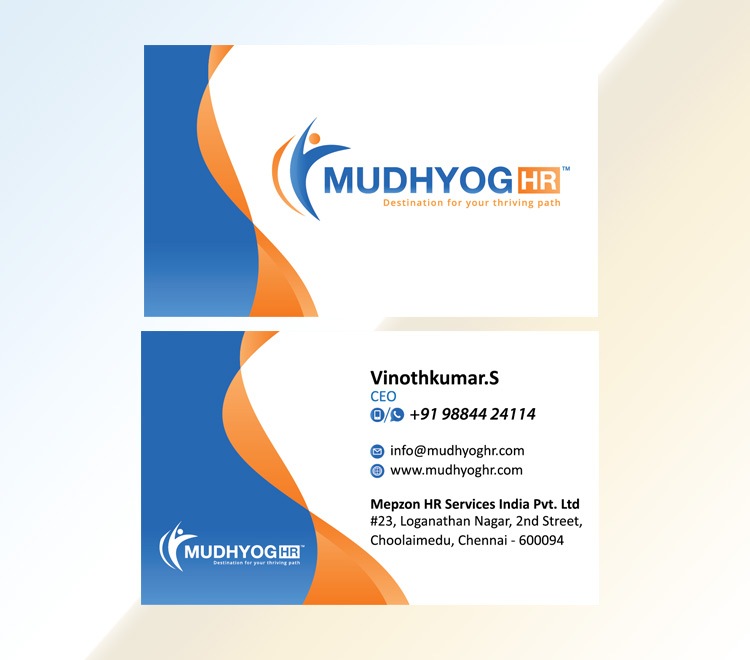 MUDHYOG HR™
Destination for your thriving path
Vinothkumar.S
CEO
/ +91 98844 24114
info@mudhyoghr.com
www.mudhyoghr.com
Mepzon HR Services India Pvt. Ltd
#23, Loganathan Nagar, 2nd Street,
Choolaimedu, Chennai - 600094
MUDHYOG HR™
Destination for your thriving path